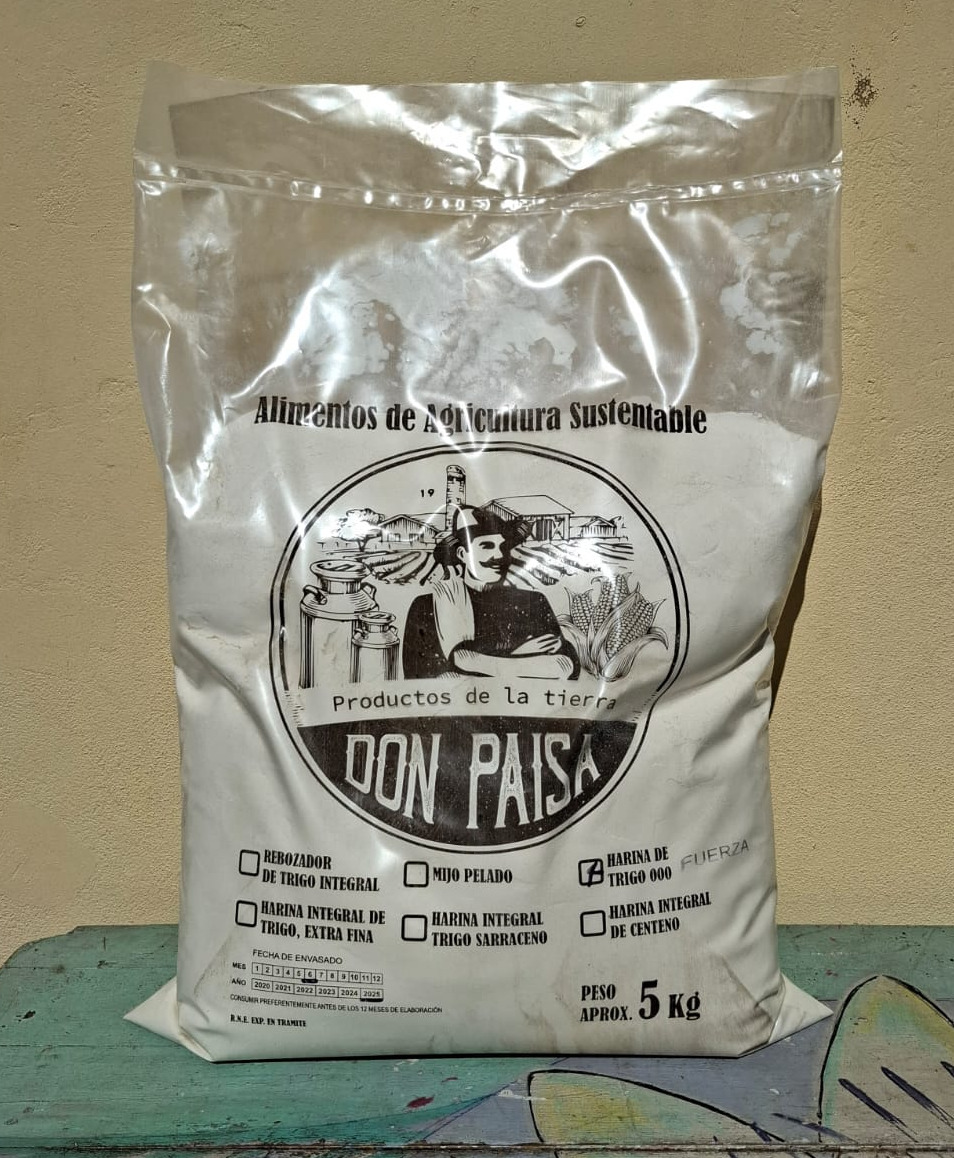 Alimentos de Agricultura Sustentable
19
Productos de la tierra
DON PAISA
REBOZADOR
DE TRIGO INTEGRAL
MIJO PELADO
HARINA DE
TRIGO 000
FUERZA
HARINA INTEGRAL DE
TRIGO, EXTRA FINA
HARINA INTEGRAL
TRIGO SARRACENO
HARINA INTEGRAL
DE CENTENO
FECHA DE ENVASADO
MES 1 2 3 4 5 6 7 8 9 10 11 12
AÑO 2020 2021 2022 2023 2024 2025
CONSUMIR PREFERENTEMENTE ANTES DE LOS 12 MESES DE ELABORACIÓN
R.N.E. EXP. EN TRAMITE
PESO
APROX. 5 Kg